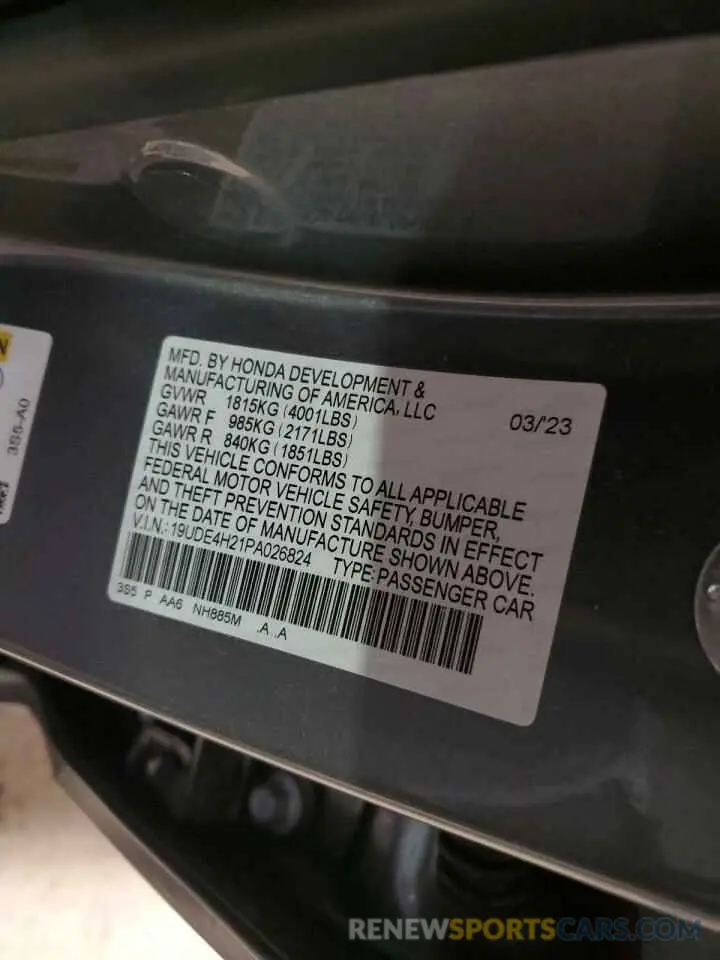 N
3S5-A0
MFD. BY HONDA DEVELOPMENT &
MANUFACTURING OF AMERICA, LLC
GVWR 1815KG (4001LBS) 03/'23
GAWR F 985KG (2171LBS)
GAWR R 840KG (1851LBS)
THIS VEHICLE CONFORMS TO ALL APPLICABLE
FEDERAL MOTOR VEHICLE SAFETY, BUMPER,
AND THEFT PREVENTION STANDARDS IN EFFECT
ON THE DATE OF MANUFACTURE SHOWN ABOVE.
V.I.N.: 19UDE4H21PA026824 TYPE: PASSENGER CAR
3S5 P AA6 NH885M .A .A
RENEWSPORTSCARS.COM